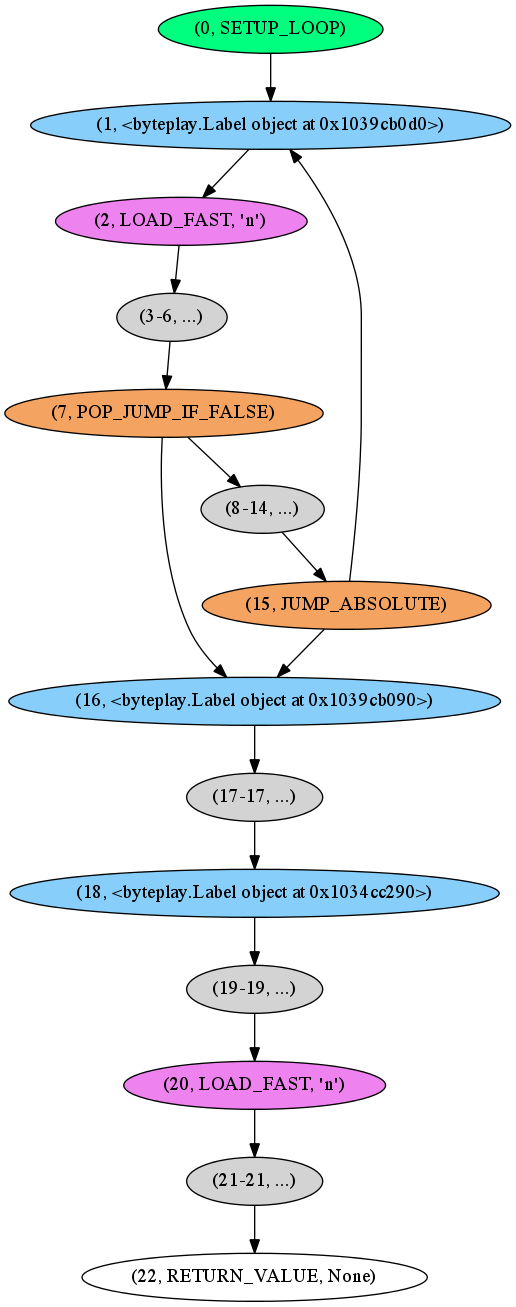 (0, SETUP_LOOP)
(1, <byteplay.Label object at 0x1039cb0d0>)
(2, LOAD_FAST, 'n')
(3-6, ...)
(7, POP_JUMP_IF_FALSE)
(8-14, ...)
(15, JUMP_ABSOLUTE)
(16, <byteplay.Label object at 0x1039cb090>)
(17-17, ...)
(18, <byteplay.Label object at 0x1034cc290>)
(19-19, ...)
(20, LOAD_FAST, 'n')
(21-21, ...)
(22, RETURN_VALUE, None)